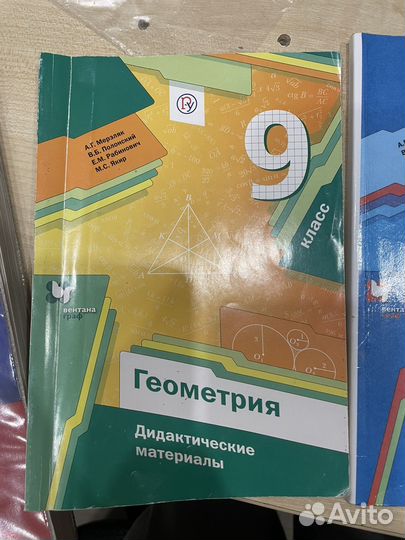 А.Г. Мерзляк
В.Б. Полонский
Е.М. Рабинович
М.С. Якир
9
класс
B
K
M
вентана
граф
Геометрия
Дидактические
материалы
Avito